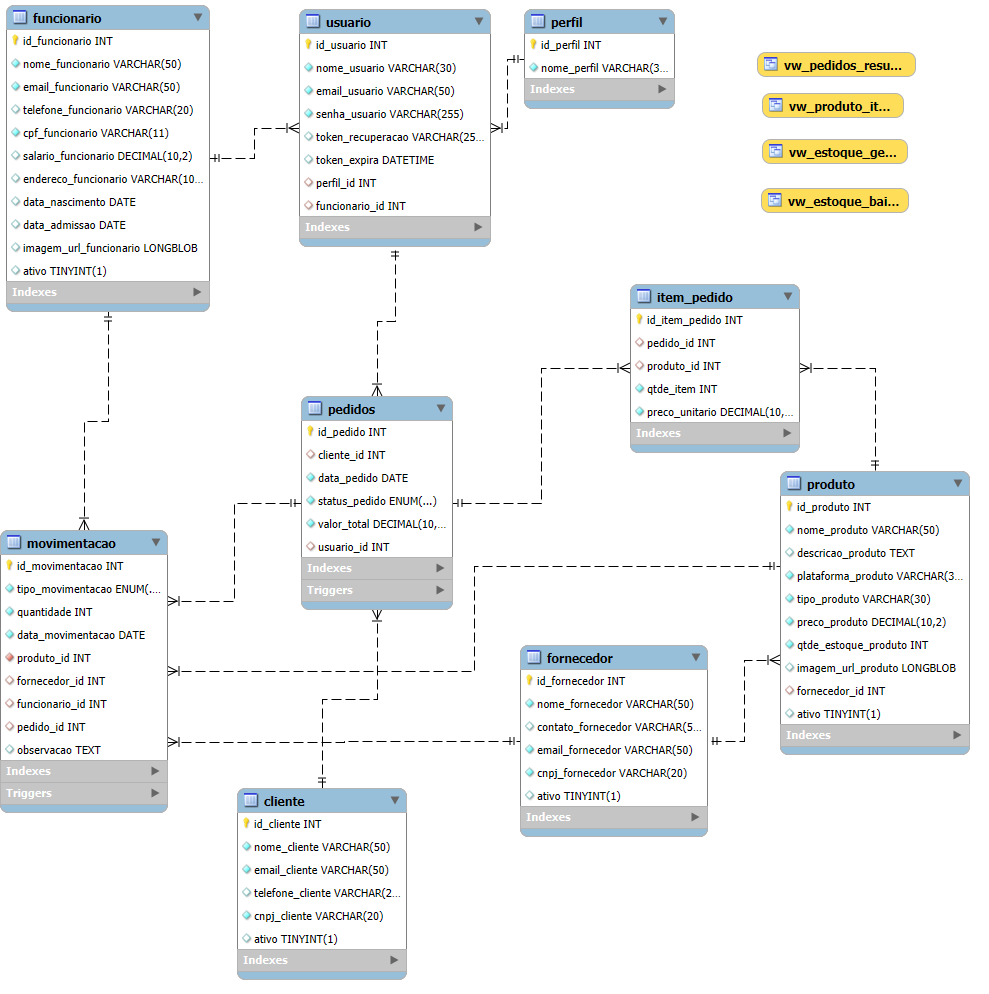 funcionario
id_funcionario INT
nome_funcionario VARCHAR(50)
email_funcionario VARCHAR(50)
telefone_funcionario VARCHAR(20)
cpf_funcionario VARCHAR(11)
salario_funcionario DECIMAL(10,2)
endereco_funcionario VARCHAR(10...
data_nascimento DATE
data_admissao DATE
imagem_url_funcionario LONGBLOB
ativo TINYINT(1)
Indexes
usuario
id_usuario INT
nome_usuario VARCHAR(30)
email_usuario VARCHAR(50)
senha_usuario VARCHAR(255)
token_recuperacao VARCHAR(25...
token_expira DATETIME
perfil_id INT
funcionario_id INT
Indexes
perfil
id_perfil INT
nome_perfil VARCHAR(3...
Indexes
vw_pedidos_resu...
vw_produto_it...
vw_estoque_ge...
vw_estoque_bai...
item_pedido
id_item_pedido INT
pedido_id INT
produto_id INT
qtde_item INT
preco_unitario DECIMAL(10,...
Indexes
pedidos
id_pedido INT
cliente_id INT
data_pedido DATE
status_pedido ENUM(...)
valor_total DECIMAL(10,...
usuario_id INT
Indexes
Triggers
produto
id_produto INT
nome_produto VARCHAR(50)
descricao_produto TEXT
plataforma_produto VARCHAR(3...
tipo_produto VARCHAR(30)
preco_produto DECIMAL(10,2)
qtde_estoque_produto INT
imagem_url_produto LONGBLOB
fornecedor_id INT
ativo TINYINT(1)
Indexes
movimentacao
id_movimentacao INT
tipo_movimentacao ENUM(....
quantidade INT
data_movimentacao DATE
produto_id INT
fornecedor_id INT
funcionario_id INT
pedido_id INT
observacao TEXT
Indexes
Triggers
fornecedor
id_fornecedor INT
nome_fornecedor VARCHAR(50)
contato_fornecedor VARCHAR(5...
email_fornecedor VARCHAR(50)
cnpj_fornecedor VARCHAR(20)
ativo TINYINT(1)
Indexes
cliente
id_cliente INT
nome_cliente VARCHAR(50)
email_cliente VARCHAR(50)
telefone_cliente VARCHAR(2...
cnpj_cliente VARCHAR(20)
ativo TINYINT(1)
Indexes